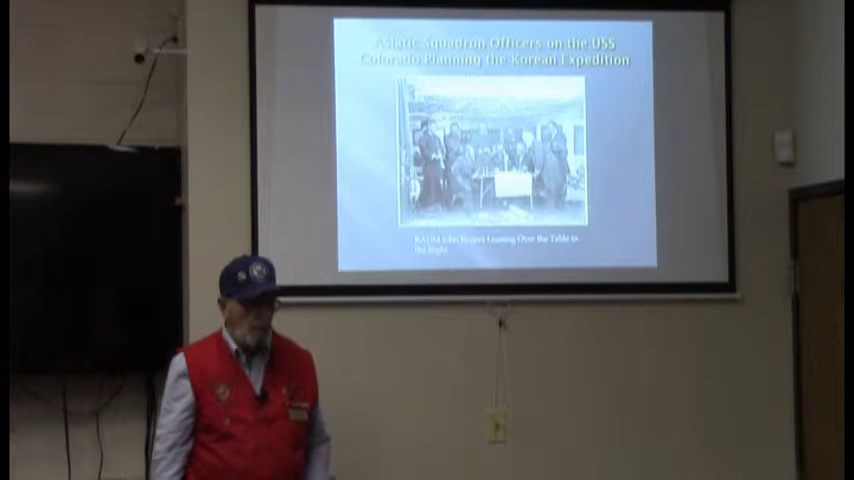 Asiatic Squadron Officers on the USS
Colorado Planning the Korean Expedition
RADM John Rogers Leaning Over the Table to
the Right